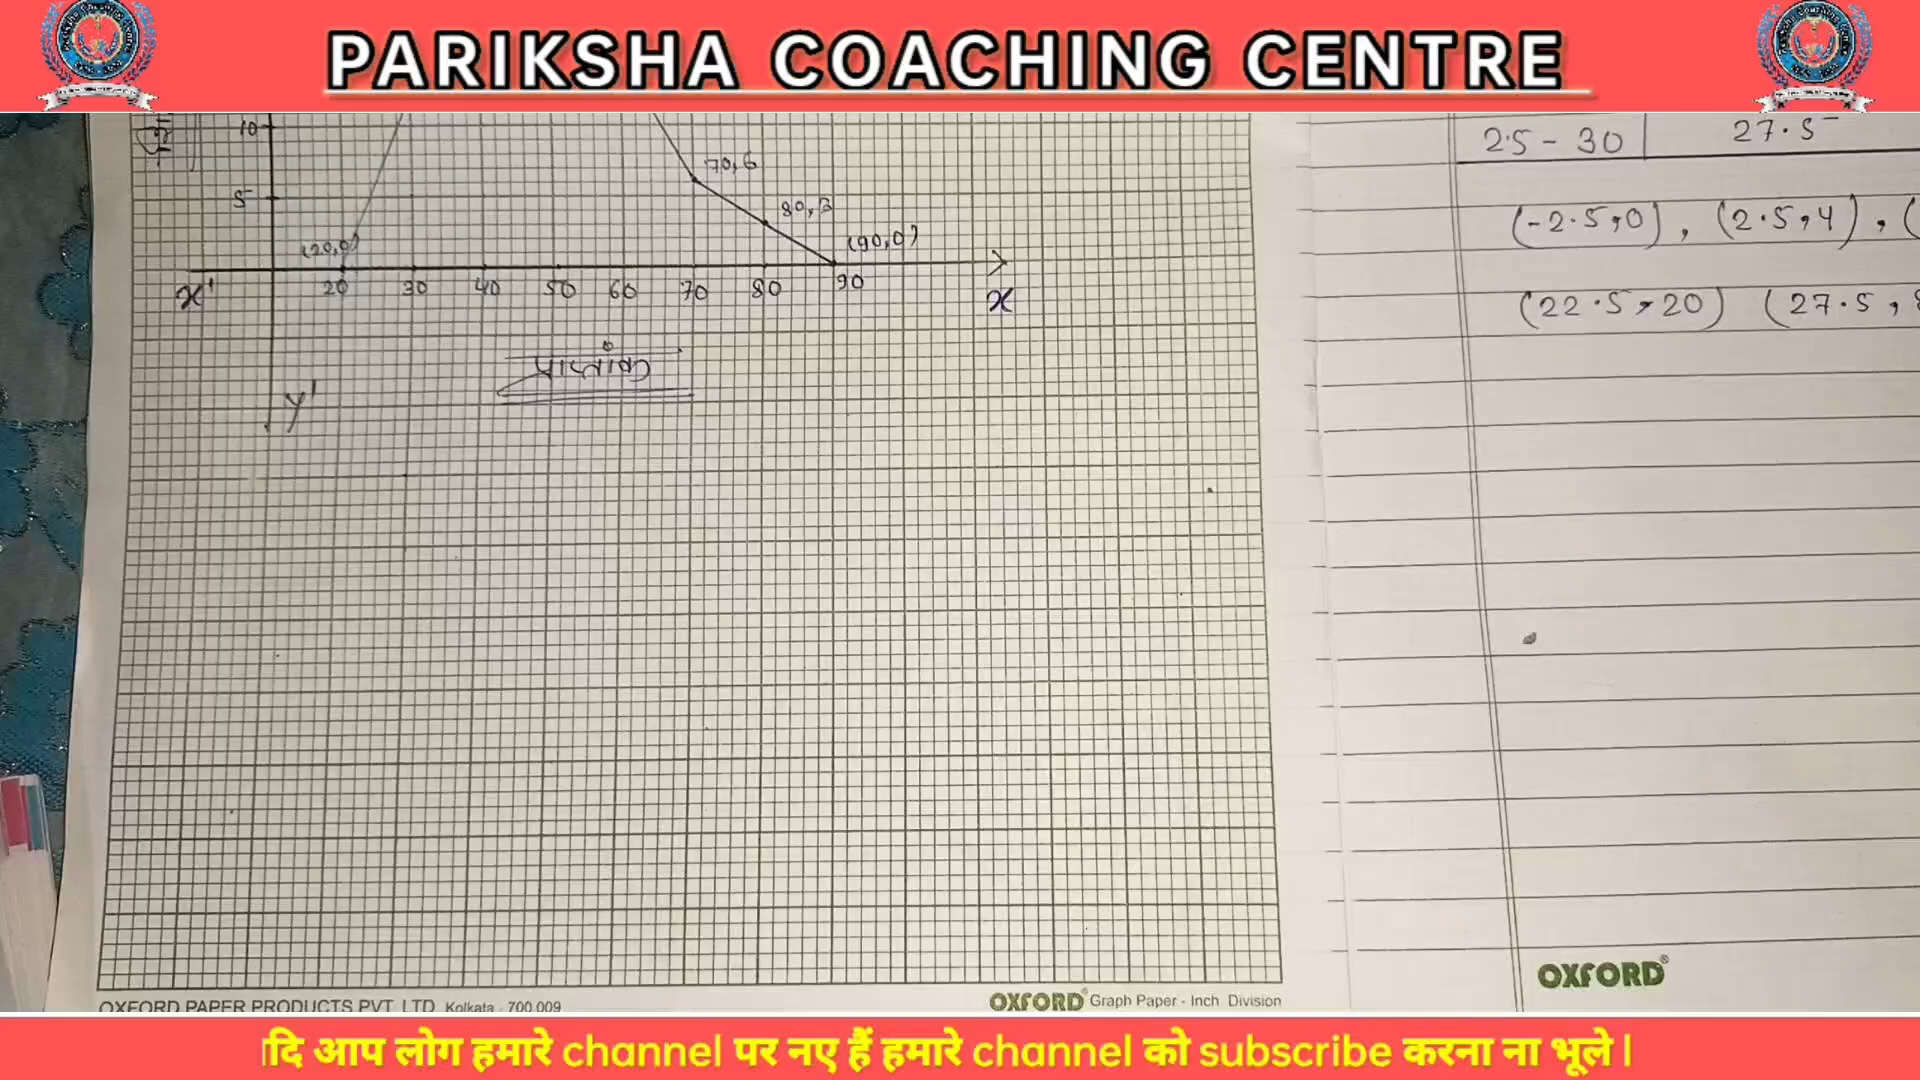 PARIKSHA COACHING CENTRE
10
5
70,6
80,3
(90,0)
(20,0)
20 30 40 50 60 70 80 90
x' x
प्राप्तांक
y'
25 - 30 27.5
(-2.5,0), (2.5,4), (
(22.5,20) (27.5,
OXFORD
OXFORD PAPER PRODUCTS PVT. LTD. Kolkata - 700 009
OXFORD Graph Paper - Inch Division
दि आप लोग हमारे channel पर नए हैं हमारे channel को subscribe करना ना भूले।